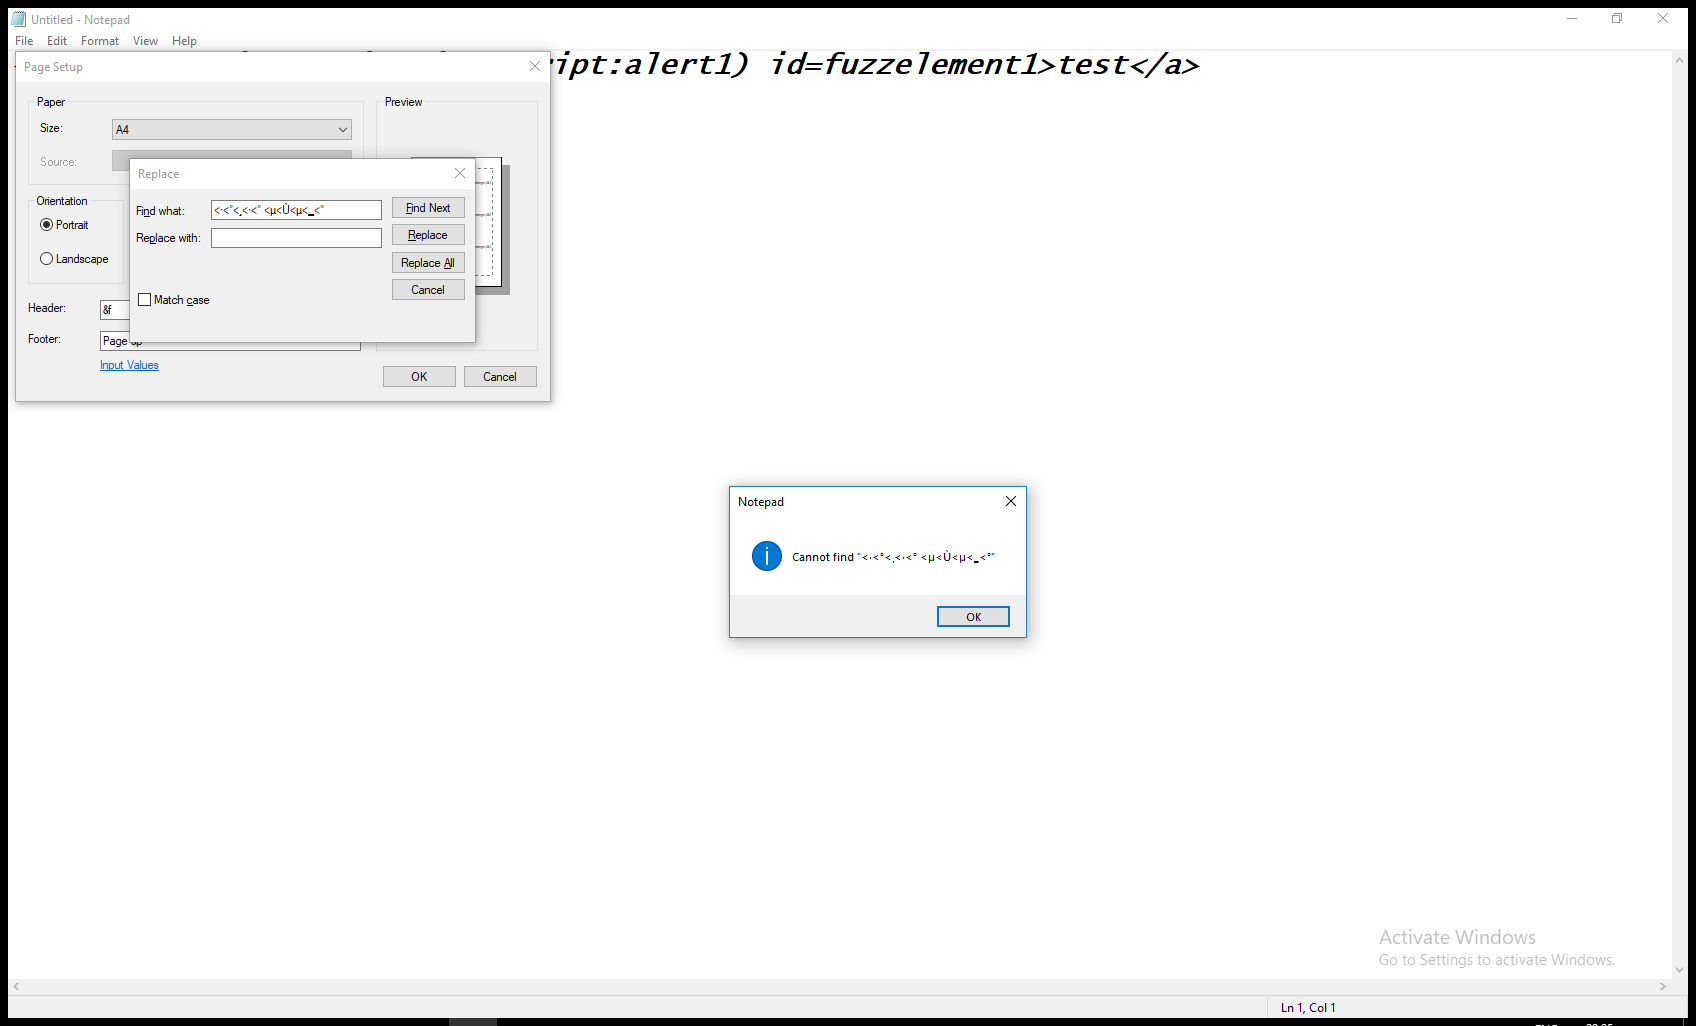 Untitled - Notepad
File Edit Format View Help
ript:alert1) id=fuzzelement1>test</a>
Page Setup
Paper
Size: A4
Source:
Preview
Orientation
Portrait
Landscape
Header: &f
Footer: Page &p
Input Values
OK Cancel
Replace
Find what: <·<°<¸<·<° <µ<Ù<µ<_<°
Replace with:
Find Next
Replace
Replace All
Cancel
Match case
Notepad
Cannot find "<·<°<¸<·<° <µ<Ù<µ<_<°"
OK
Activate Windows
Go to Settings to activate Windows.
Ln 1, Col 1